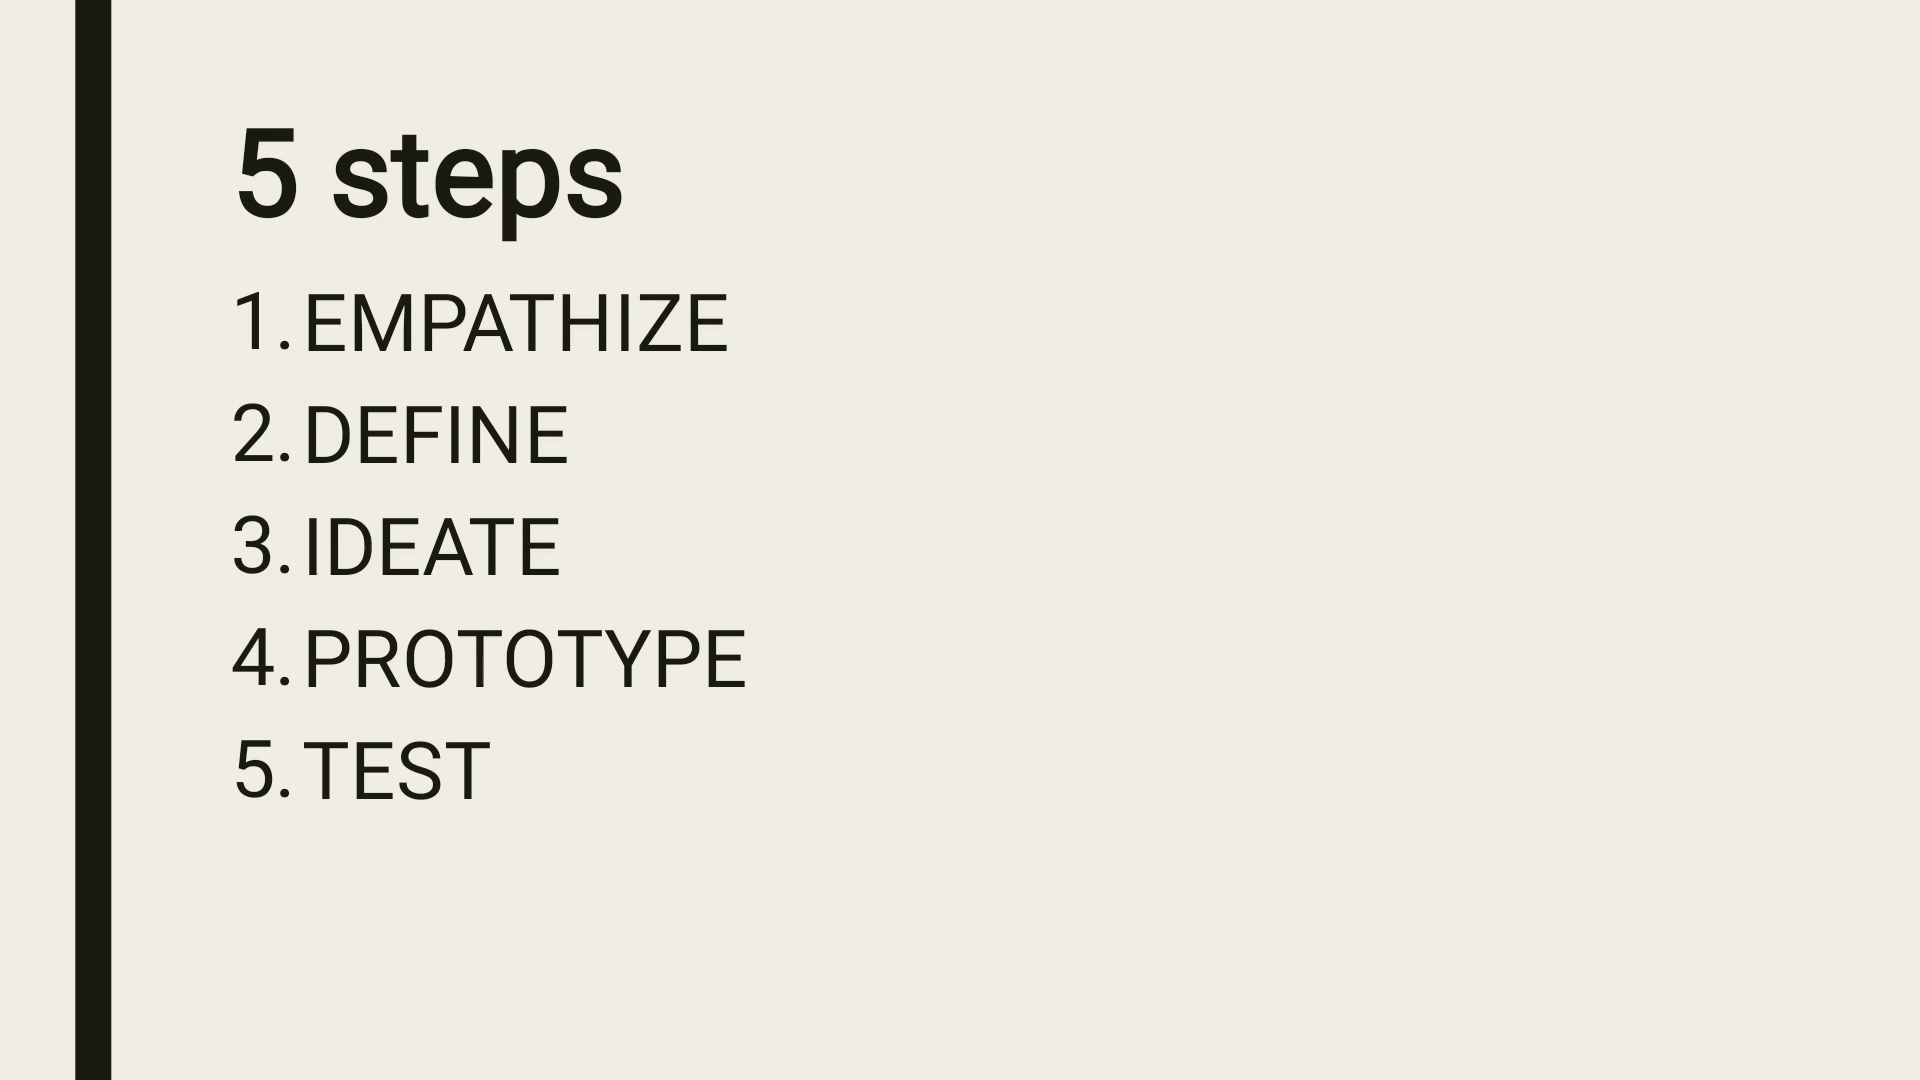 5 steps
1. EMPATHIZE
2. DEFINE
3. IDEATE
4. PROTOTYPE
5. TEST